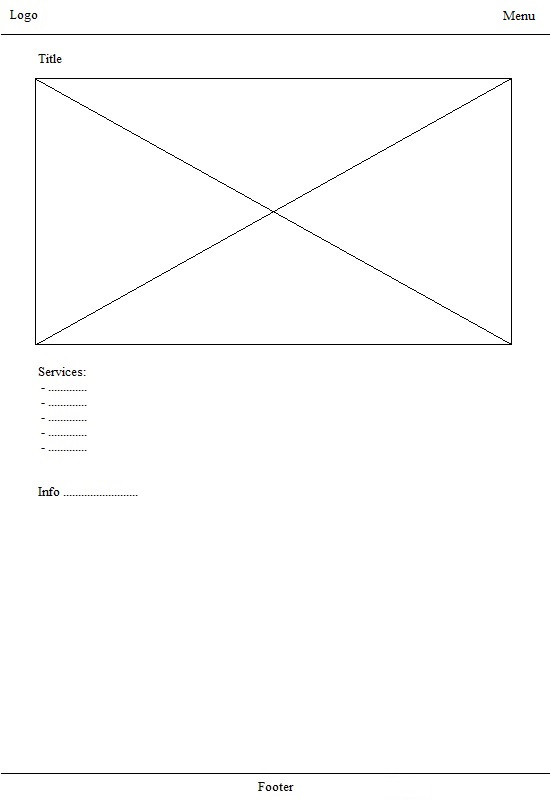 Logo
Menu
Title
Services:
- .............
- .............
- .............
- .............
- .............
Info .........................
Footer